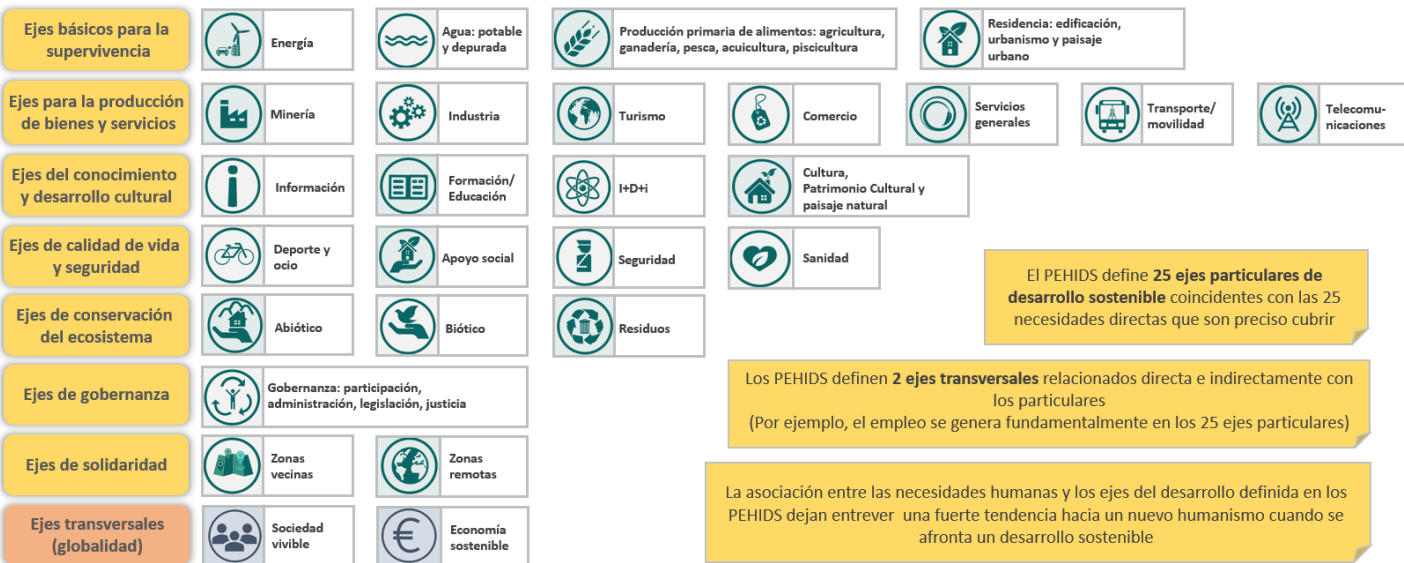 Ejes básicos para la
supervivencia
Energía
Agua: potable
y depurada
Producción primaria de alimentos: agricultura,
ganadería, pesca, acuicultura, piscicultura
Residencia: edificación,
urbanismo y paisaje
urbano
Ejes para la producción
de bienes y servicios
Minería
Industria
Turismo
Comercio
Servicios
generales
Transporte/
movilidad
Telecomu-
nicaciones
Ejes del conocimiento
y desarrollo cultural
Información
Formación/
Educación
I+D+i
Cultura,
Patrimonio Cultural y
paisaje natural
Ejes de calidad de vida
y seguridad
Deporte y
ocio
Apoyo social
Seguridad
Sanidad
Ejes de conservación
del ecosistema
Abiótico
Biótico
Residuos
El PEHIDS define 25 ejes particulares de
desarrollo sostenible coincidentes con las 25
necesidades directas que son preciso cubrir
Ejes de gobernanza
Gobernanza: participación,
administración, legislación, justicia
Los PEHIDS definen 2 ejes transversales relacionados directa e indirectamente con
los particulares
(Por ejemplo, el empleo se genera fundamentalmente en los 25 ejes particulares)
Ejes de solidaridad
Zonas
vecinas
Zonas
remotas
Ejes transversales
(globalidad)
Sociedad
vivible
€
Economía
sostenible
La asociación entre las necesidades humanas y los ejes del desarrollo definida en los
PEHIDS dejan entrever una fuerte tendencia hacia un nuevo humanismo cuando se
afronta un desarrollo sostenible